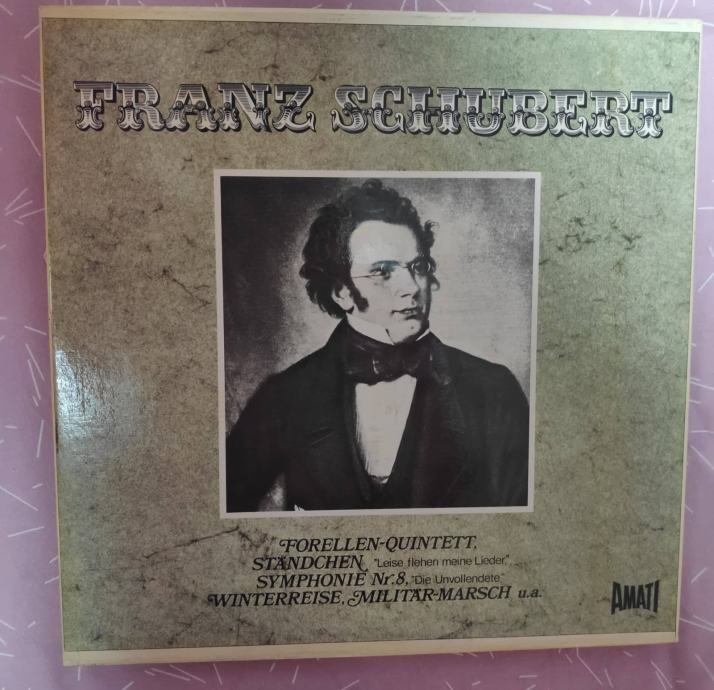 FRANZ SCHUBERT
FORELLEN-QUINTETT,
STÄNDCHEN, "Leise flehen meine Lieder",
SYMPHONIE Nr. 8, "Die Unvollendete"
WINTERREISE, MILITÄR-MARSCH u.a.
AMATI